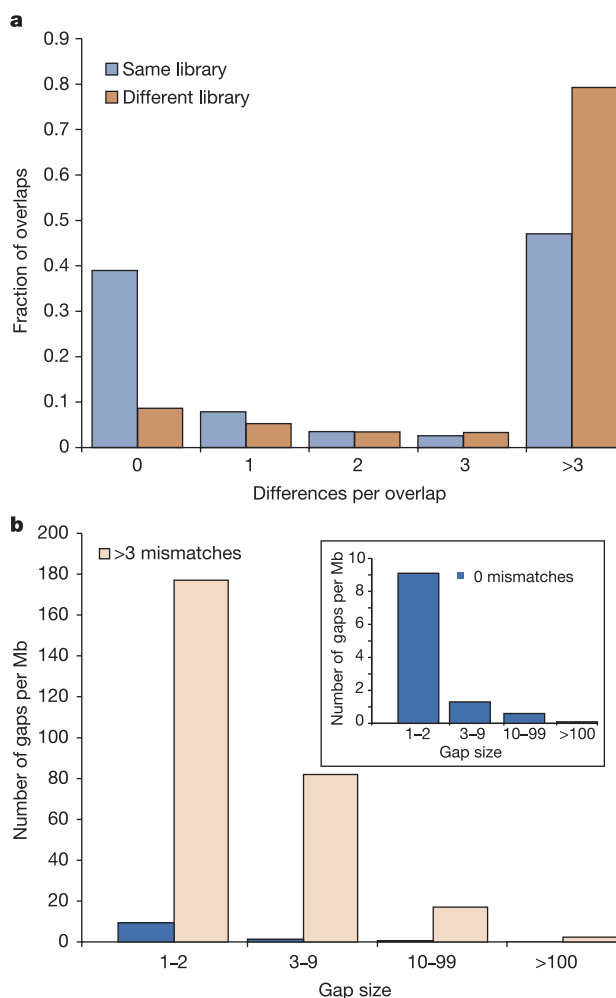 a
0.9
0.8
0.7
0.6
0.5
0.4
0.3
0.2
0.1
0
Fraction of overlaps
Same library
Different library
0 1 2 3 >3
Differences per overlap
b
200
180
160
140
120
100
80
60
40
20
0
Number of gaps per Mb
>3 mismatches
1–2 3–9 10–99 >100
Gap size
10
8
6
4
2
0
Number of gaps per Mb
0 mismatches
1–2 3–9 10–99 >100
Gap size